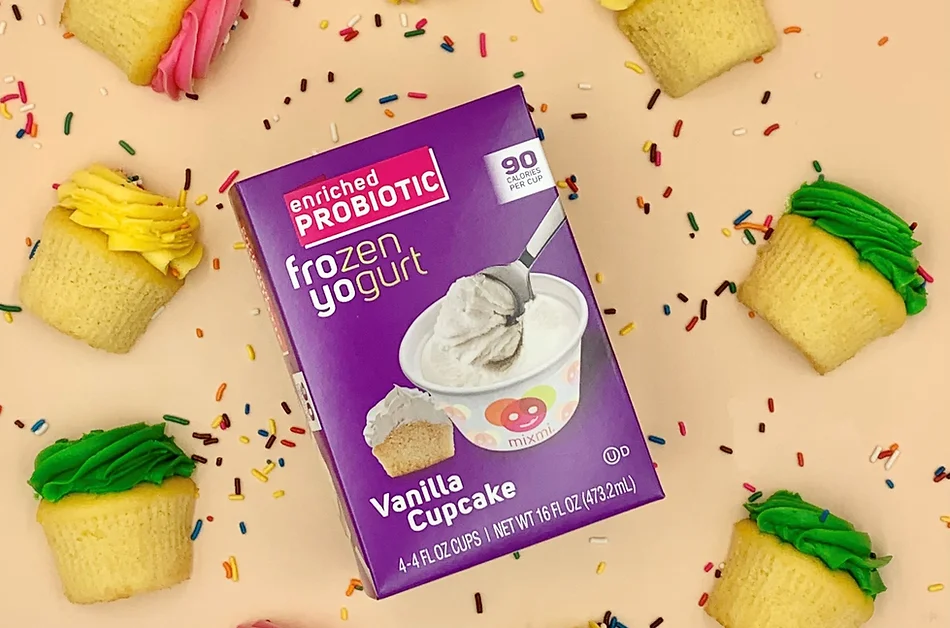 enriched
PROBIOTIC
90
CALORIES
PER CUP
frozen
yogurt
mixmi
Vanilla
Cupcake
U D
4-4 FL OZ CUPS | NET WT 16 FL OZ (473.2mL)